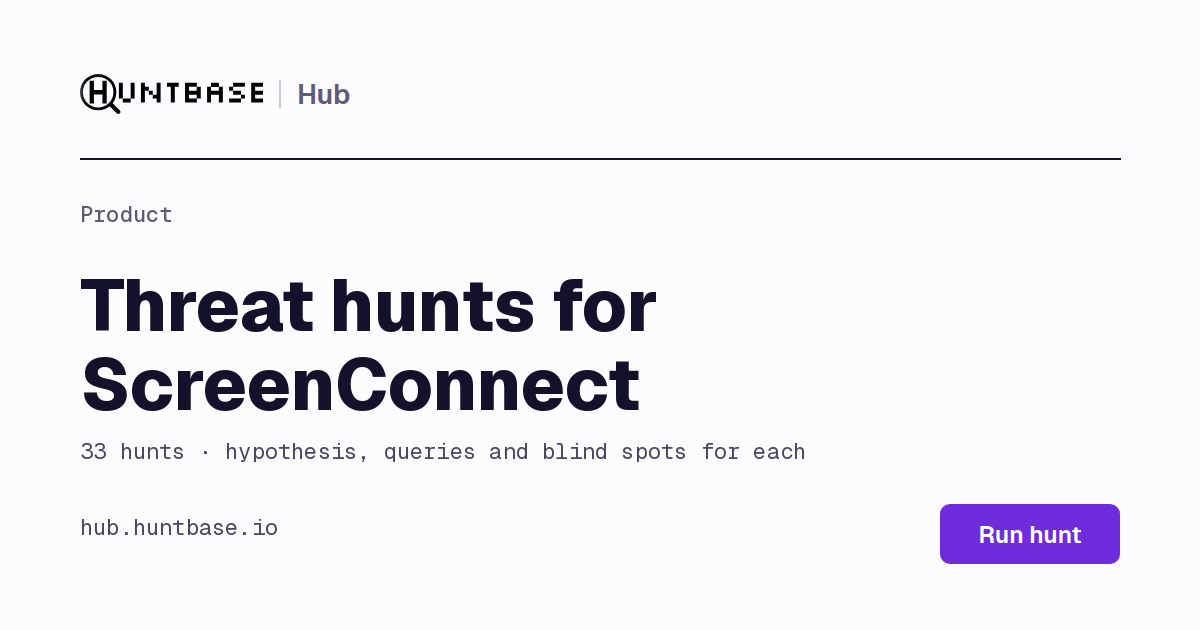 HUNTBASE Hub
Product
Threat hunts for
ScreenConnect
33 hunts · hypothesis, queries and blind spots for each
hub.huntbase.io
Run hunt